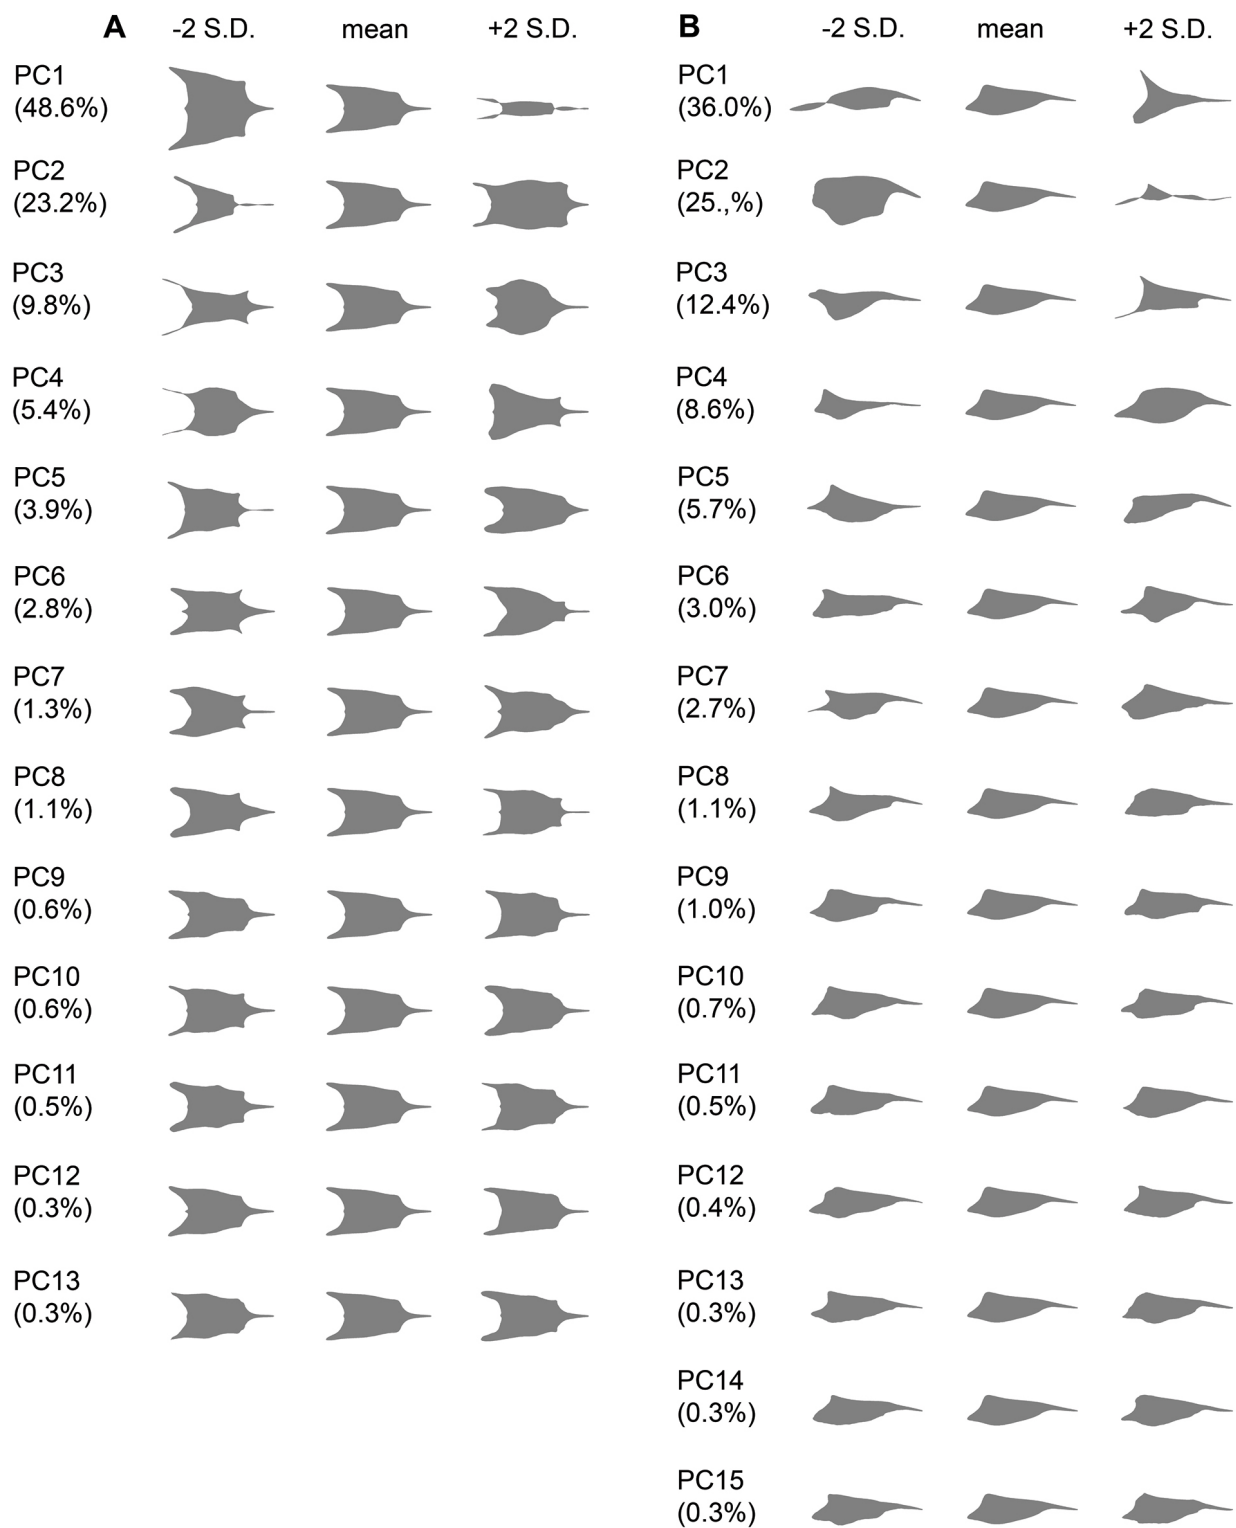 A -2 S.D. mean +2 S.D.
PC1
(48.6%)
PC2
(23.2%)
PC3
(9.8%)
PC4
(5.4%)
PC5
(3.9%)
PC6
(2.8%)
PC7
(1.3%)
PC8
(1.1%)
PC9
(0.6%)
PC10
(0.6%)
PC11
(0.5%)
PC12
(0.3%)
PC13
(0.3%)
B -2 S.D. mean +2 S.D.
PC1
(36.0%)
PC2
(25.,%)
PC3
(12.4%)
PC4
(8.6%)
PC5
(5.7%)
PC6
(3.0%)
PC7
(2.7%)
PC8
(1.1%)
PC9
(1.0%)
PC10
(0.7%)
PC11
(0.5%)
PC12
(0.4%)
PC13
(0.3%)
PC14
(0.3%)
PC15
(0.3%)